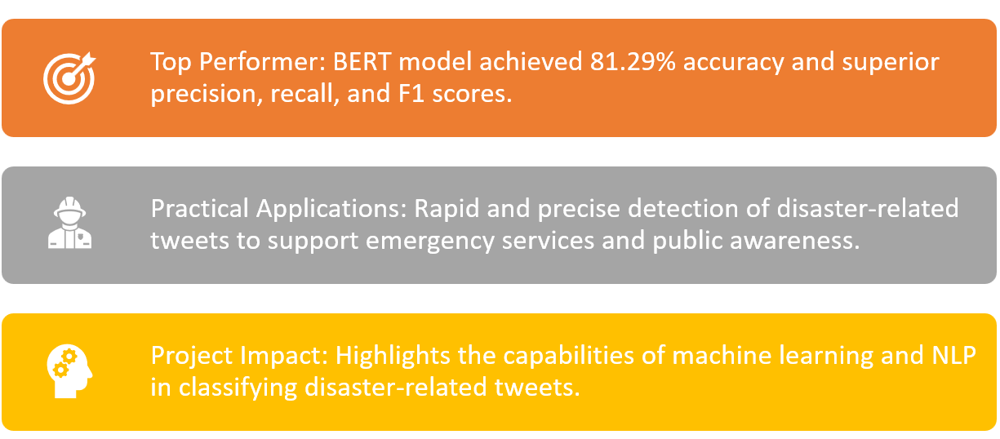 Top Performer: BERT model achieved 81.29% accuracy and superior
precision, recall, and F1 scores.
Practical Applications: Rapid and precise detection of disaster-related
tweets to support emergency services and public awareness.
Project Impact: Highlights the capabilities of machine learning and NLP
in classifying disaster-related tweets.